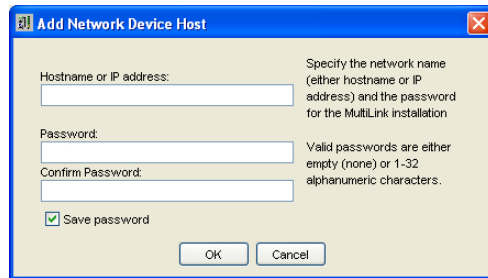 Add Network Device Host
Hostname or IP address:
Password:
Confirm Password:
Save password
Specify the network name
(either hostname or IP
address) and the password
for the MultiLink installation
Valid passwords are either
empty (none) or 1-32
alphanumeric characters.
OK
Cancel